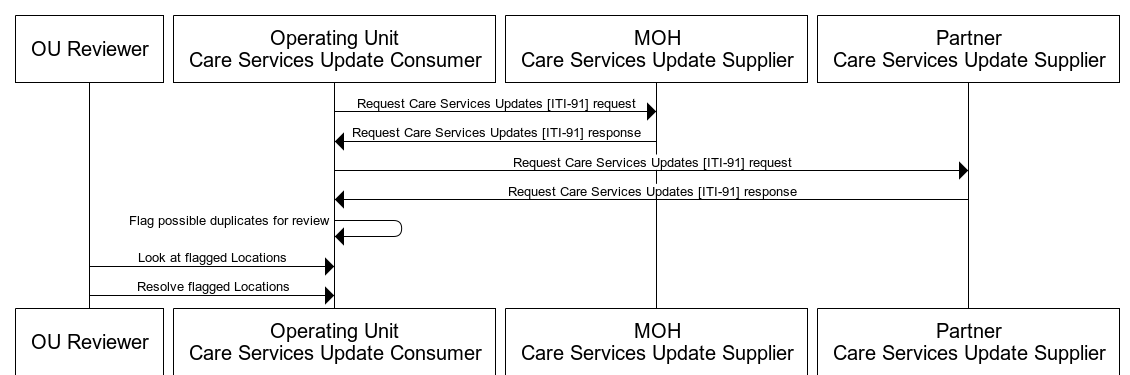 OU Reviewer
Operating Unit
Care Services Update Consumer
MOH
Care Services Update Supplier
Partner
Care Services Update Supplier
Request Care Services Updates [ITI-91] request
Request Care Services Updates [ITI-91] response
Request Care Services Updates [ITI-91] request
Request Care Services Updates [ITI-91] response
Flag possible duplicates for review
Look at flagged Locations
Resolve flagged Locations
OU Reviewer
Operating Unit
Care Services Update Consumer
MOH
Care Services Update Supplier
Partner
Care Services Update Supplier